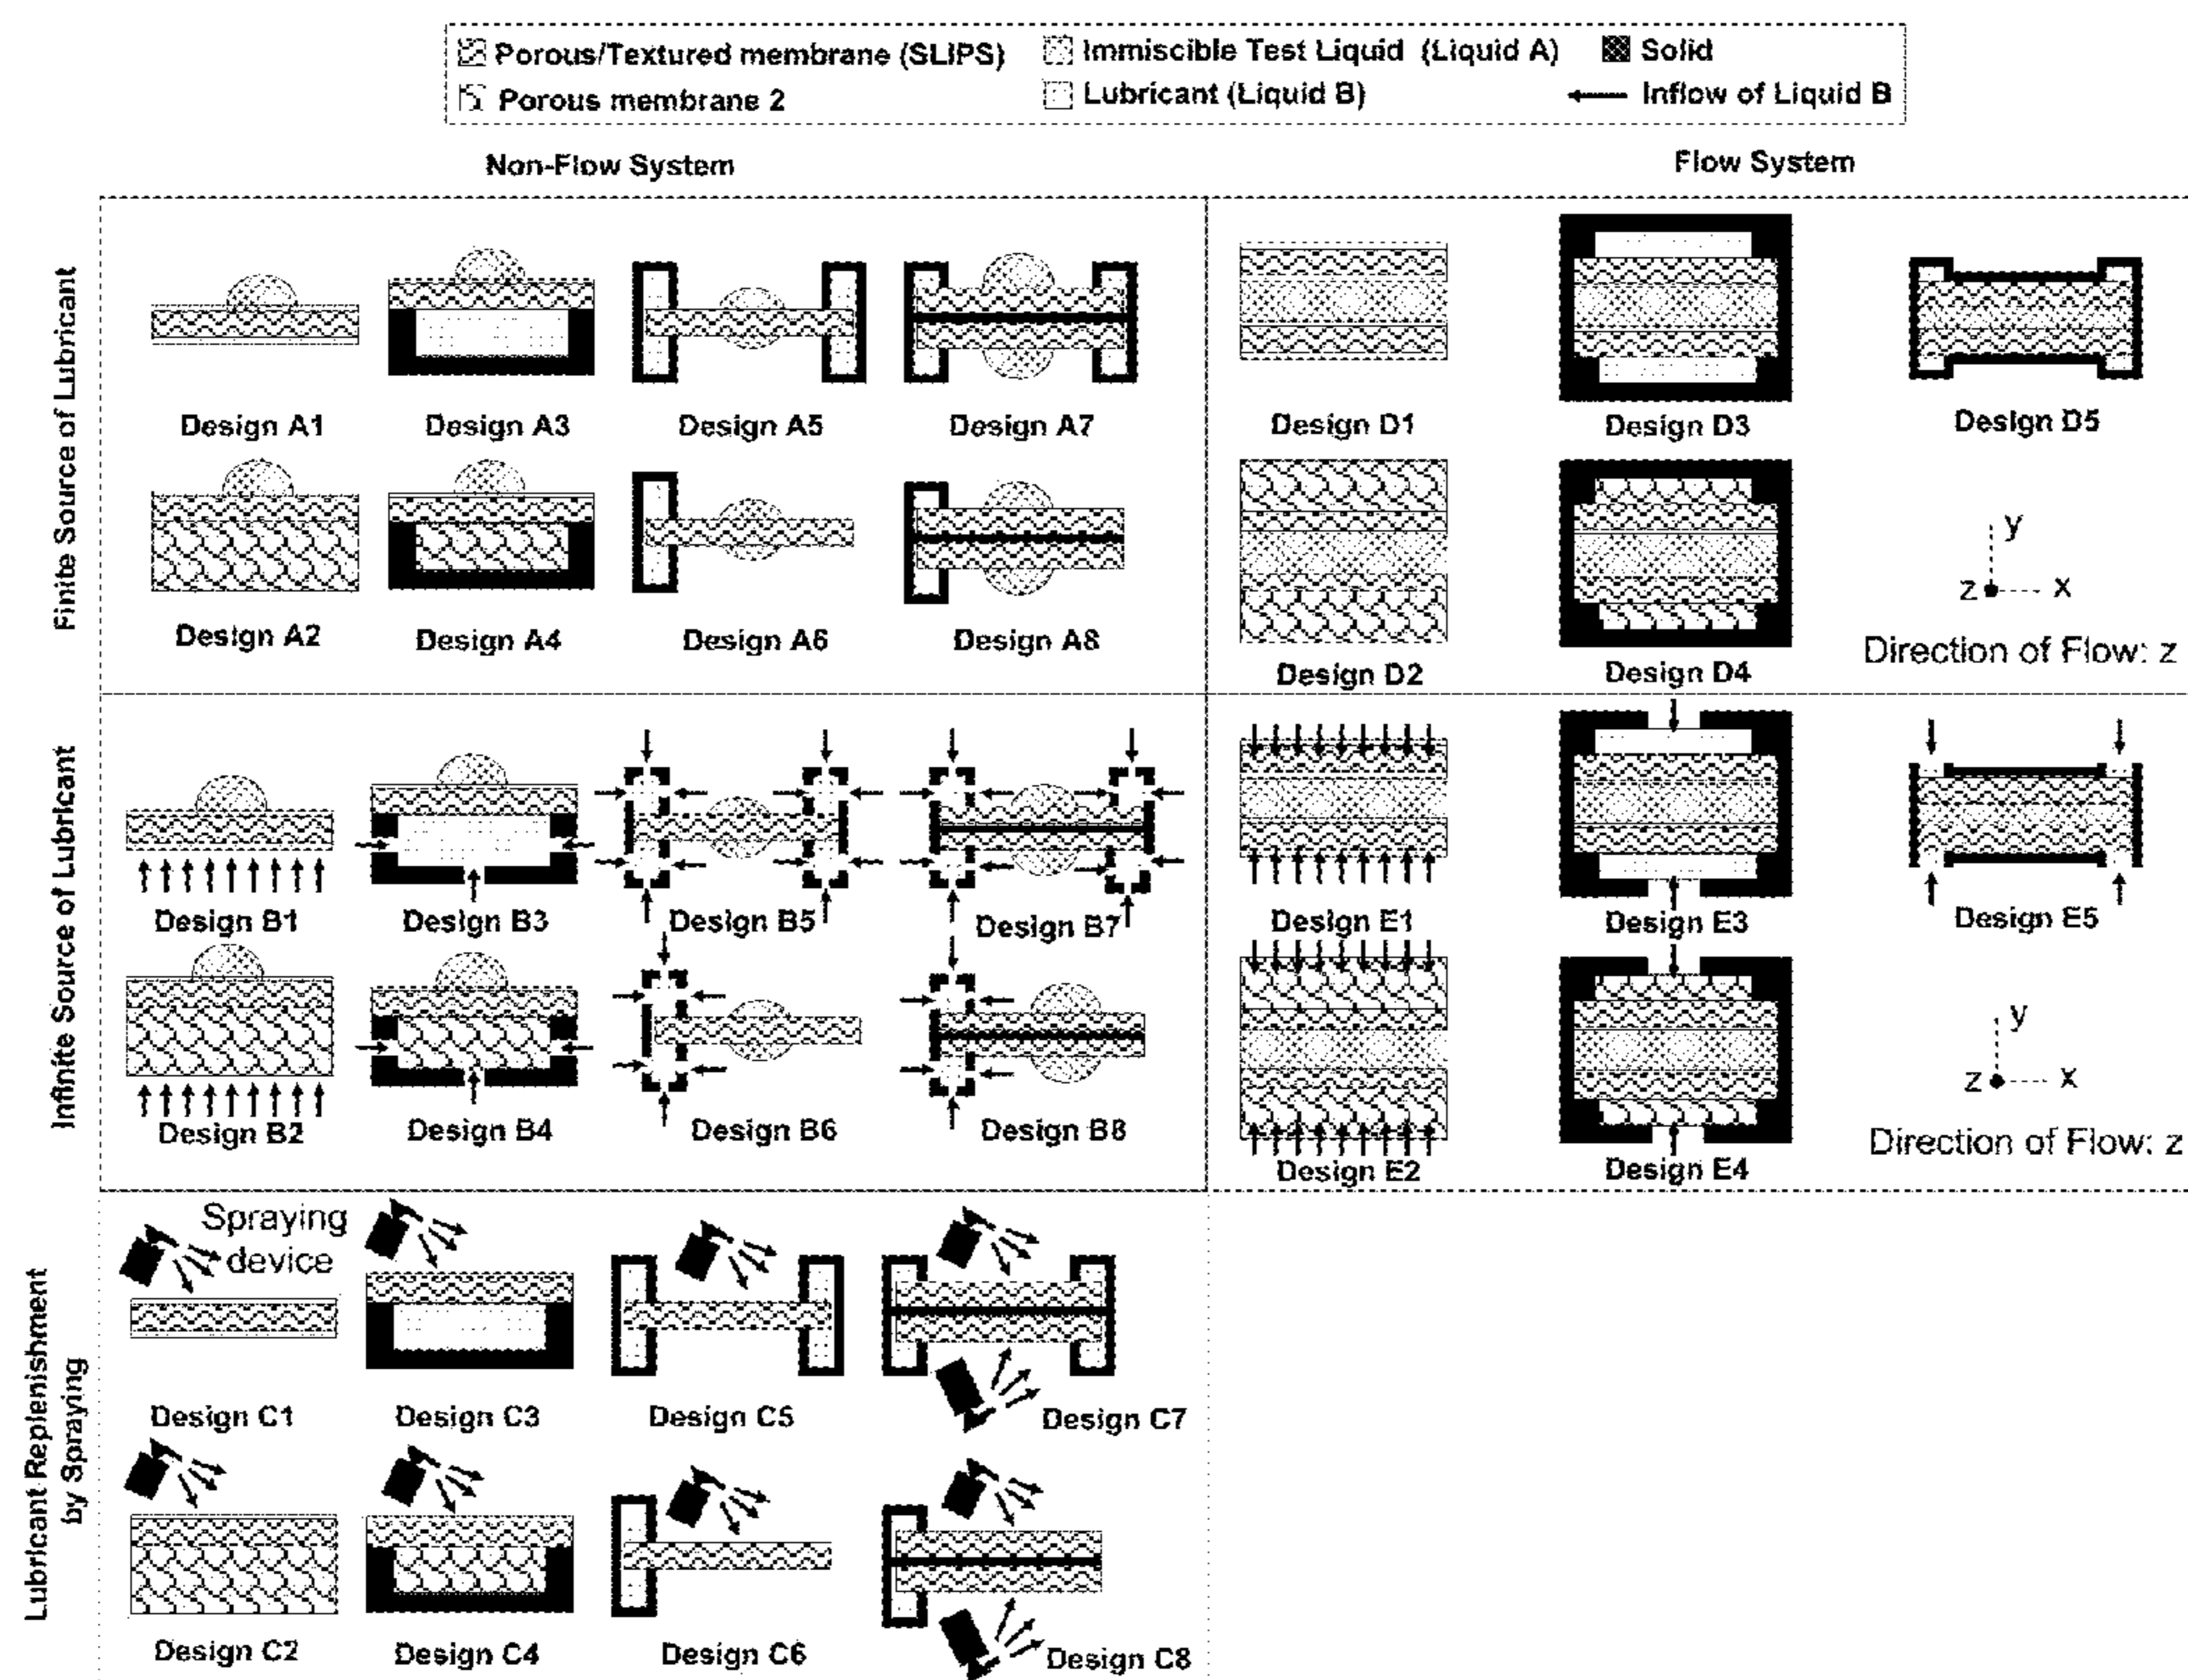 Porous/Textured membrane (SLIPS)
Immiscible Test Liquid (Liquid A)
Solid
Porous membrane 2
Lubricant (Liquid B)
Inflow of Liquid B
Non-Flow System
Flow System
Finite Source of Lubricant
Design A1
Design A3
Design A5
Design A7
Design D1
Design D3
Design D5
Design A2
Design A4
Design A6
Design A8
Design D2
Design D4
y
z
x
Direction of Flow: z
Infinite Source of Lubricant
Design B1
Design B3
Design B5
Design B7
Design E1
Design E3
Design E5
Design B2
Design B4
Design B6
Design B8
Design E2
Design E4
y
z
x
Direction of Flow: z
Lubricant Replenishment
by Spraying
Spraying
device
Design C1
Design C3
Design C5
Design C7
Design C2
Design C4
Design C6
Design C8